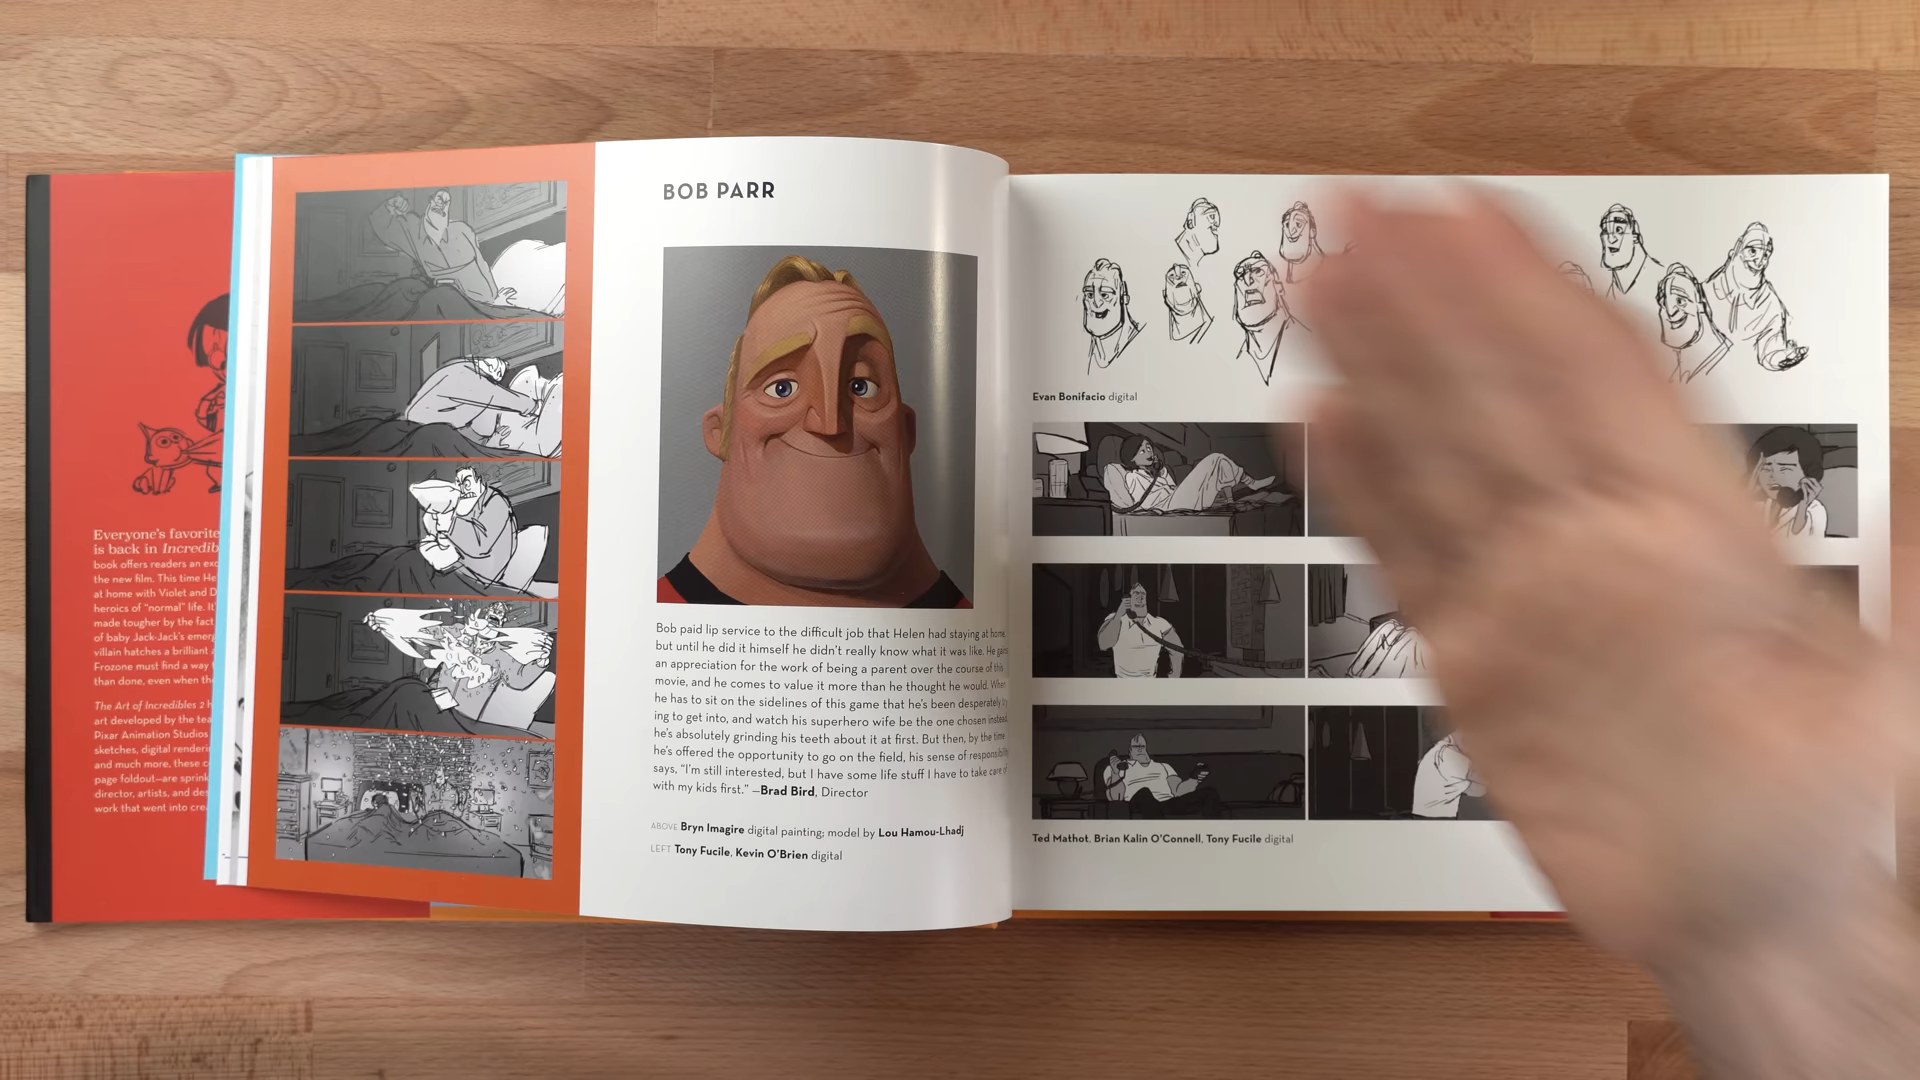 Everyone's favorite
is back in Incredib
book offers readers an exc
the new film. This time He
at home with Violet and D
heroics of "normal" life. It'
made tougher by the fact
of baby Jack-Jack's emerg
villain hatches a brilliant a
Frozone must find a way
than done, even when the
The Art of Incredibles 2 h
art developed by the tea
Pixar Animation Studios
sketches, digital renderin
and much more, these c
page foldout—are sprink
director, artists, and des
work that went into crea
BOB PARR
Bob paid lip service to the difficult job that Helen had staying at home
but until he did it himself he didn't really know what it was like. He gain
an appreciation for the work of being a parent over the course of this
movie, and he comes to value it more than he thought he would. When
he has to sit on the sidelines of this game that he's been desperately try
ing to get into, and watch his superhero wife be the one chosen instead
he's absolutely grinding his teeth about it at first. But then, by the time
he's offered the opportunity to go on the field, his sense of responsibility
says, "I'm still interested, but I have some life stuff I have to take care of
with my kids first." —Brad Bird, Director
ABOVE Bryn Imagire digital painting; model by Lou Hamou-Lhadj
LEFT Tony Fucile, Kevin O'Brien digital
Evan Bonifacio digital
Ted Mathot, Brian Kalin O'Connell, Tony Fucile digital